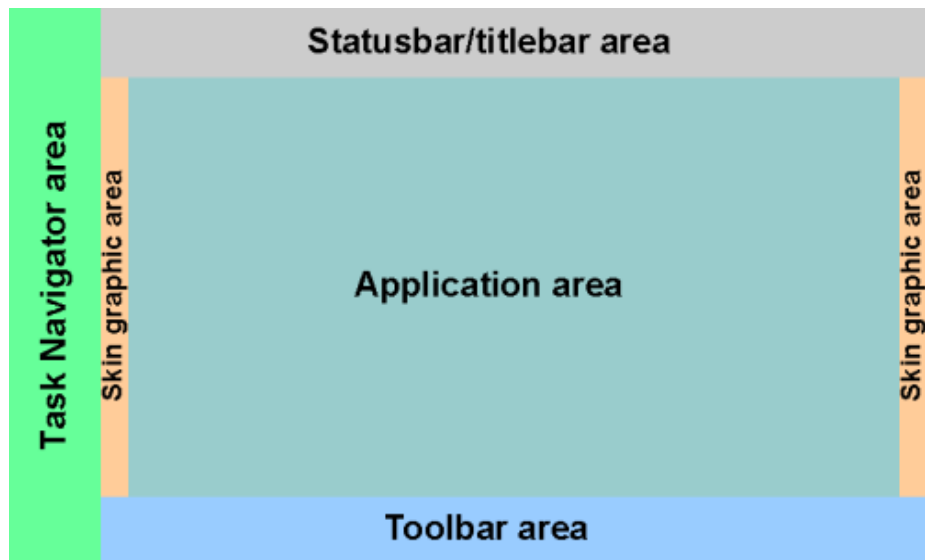 Statusbar/titlebar area
Task Navigator area
Skin graphic area
Application area
Skin graphic area
Toolbar area